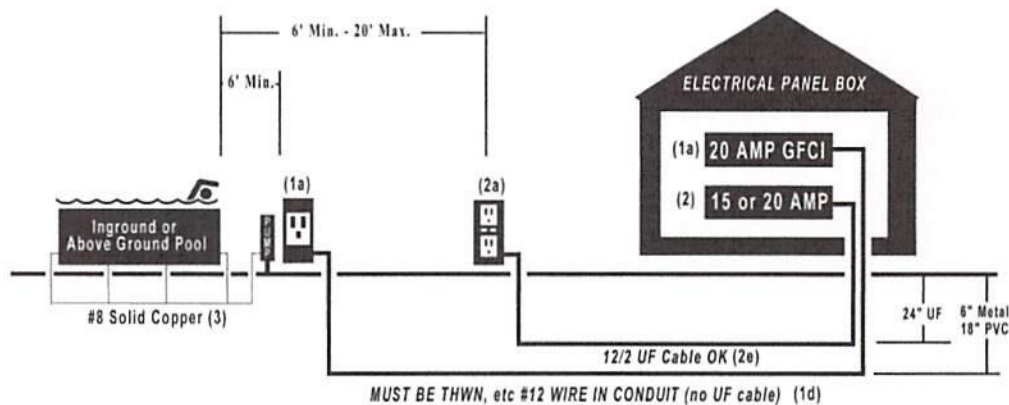 6' Min. - 20' Max.
6' Min.
ELECTRICAL PANEL BOX
(1a) 20 AMP GFCI
(2) 15 or 20 AMP
(1a)
(2a)
PUMP
Inground or
Above Ground Pool
#8 Solid Copper (3)
24" UF
6" Metal
18" PVC
12/2 UF Cable OK (2e)
MUST BE THWN, etc #12 WIRE IN CONDUIT (no UF cable) (1d)